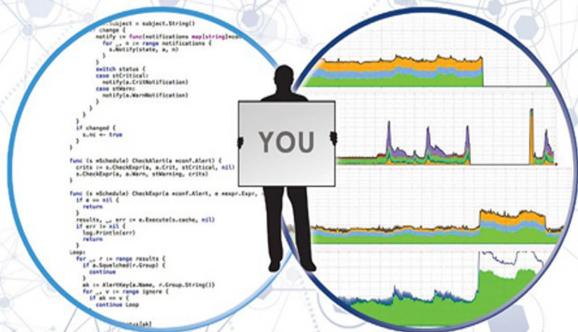 subject = subject.String()
change {
notify := func(notifications map[string]*con
for _, n := range notifications {
s.Notify(state, a, n)
}
}
switch status {
case stCritical:
notify(a.CritNotification)
case stWarn:
notify(a.WarnNotification)
}
}
}
if changed {
s.nc <- true
}
}
func (s *Schedule) CheckAlert(a *conf.Alert) {
crits := s.CheckExpr(a, a.Crit, stCritical, nil)
s.CheckExpr(a, a.Warn, stWarning, crits)
}
func (s *Schedule) CheckExpr(a *conf.Alert, e *expr.Expr,
if e == nil {
return
}
results, _, err := e.Execute(s.cache, nil)
if err != nil {
log.Println(err)
return
}
Loop:
for _, r := range results {
if a.Squelched(r.Group) {
continue
}
ak := AlertKey{a.Name, r.Group.String()}
for _, v := range ignore {
if ak == v {
continue Loop
YOU